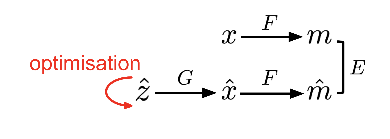 x F m
optimisation
E
ẑ G x̂ F m̂